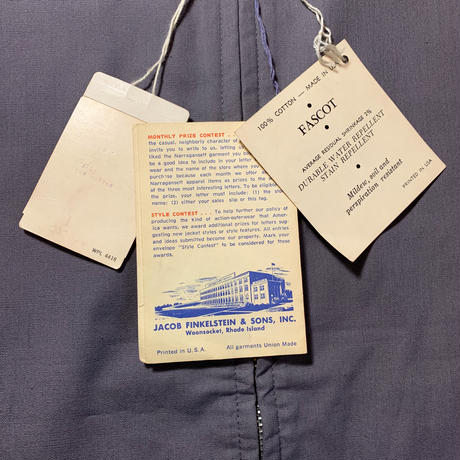 MONTHLY PRIZE CONTEST . .
the casual, neighborly character of
invite you to write to us, letting
liked the Narragansett garment you
be a good idea to include in your letter
wear and the name of the store where you
purchase because each month we offer
Narragansett apparel items as prizes to the
of the three most interesting letters. To be eligible
the prize, your letter must include: (1) the
name: (2) either your sales slip or this tag.
STYLE CONTEST . . . To help further our policy of
producing the kind of action-outerwear that Amer-
ica wants, we award additional prizes for letters sug-
gesting new jacket styles or style features. All entries
and ideas submitted become our property. Mark your
envelope "Style Contest" to be considered for these
awards.
JACOB FINKELSTEIN & SONS, INC.
Woonsocket, Rhode Island
Printed in U.S.A. All garments Union Made
100% COTTON — MADE IN
FASCOT
AVERAGE RESIDUAL SHRINKAGE 2%
DURABLE WATER REPELLENT
STAIN REPELLENT
Mildew, soil and
perspiration resistant
PRINTED IN USA
WPL 4418